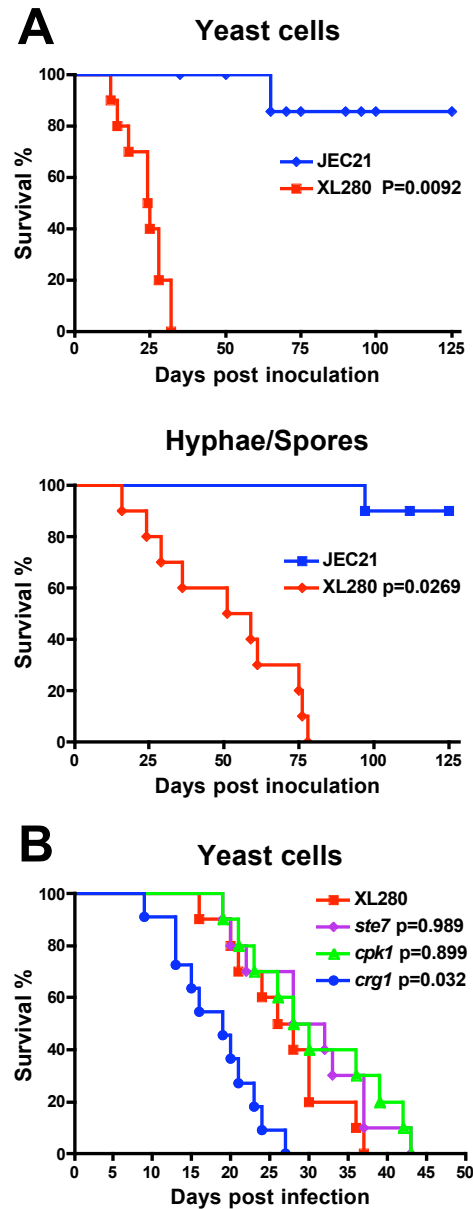 A
Yeast cells
100
80
60
40
20
0
Survival %
JEC21
XL280 P=0.0092
0 25 50 75 100 125
Days post inoculation
Hyphae/Spores
100
80
60
40
20
0
Survival %
JEC21
XL280 p=0.0269
0 25 50 75 100 125
Days post inoculation
B
Yeast cells
100
80
60
40
20
0
Survival %
XL280
ste7 p=0.989
cpk1 p=0.899
crg1 p=0.032
0 5 10 15 20 25 30 35 40 45 50
Days post infection